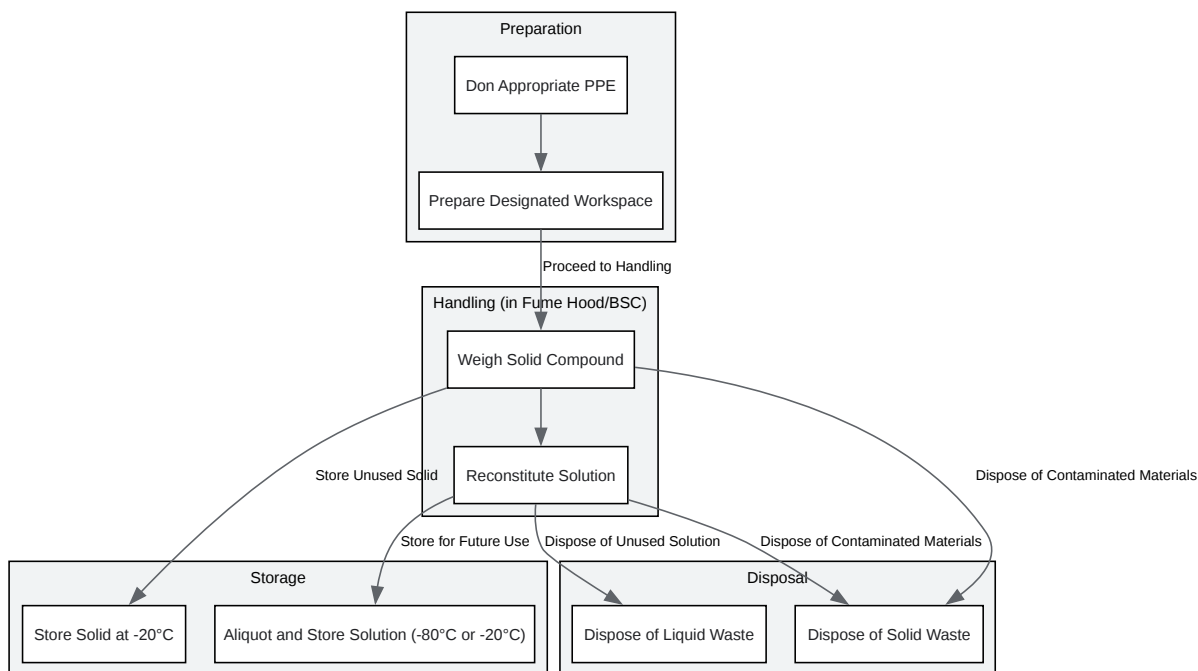 Preparation
Don Appropriate PPE
Prepare Designated Workspace
Proceed to Handling
Handling (in Fume Hood/BSC)
Weigh Solid Compound
Reconstitute Solution
Store Unused Solid
Dispose of Contaminated Materials
Store for Future Use
Dispose of Unused Solution
Dispose of Contaminated Materials
Storage
Disposal
Store Solid at -20°C
Aliquot and Store Solution (-80°C or -20°C)
Dispose of Liquid Waste
Dispose of Solid Waste